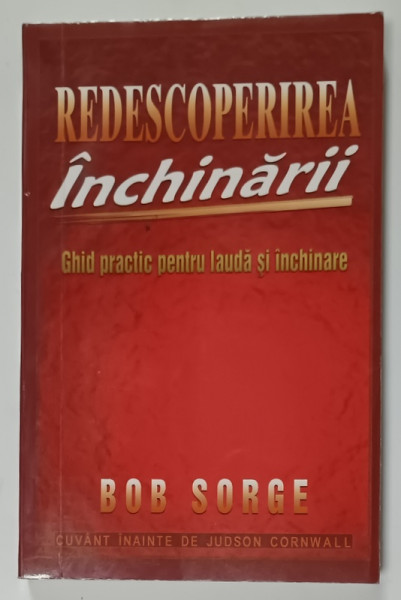 REDESCOPERIREA
Închinării
Ghid practic pentru laudă și închinare
BOB SORGE
CUVÂNT ÎNAINTE DE JUDSON CORNWALL